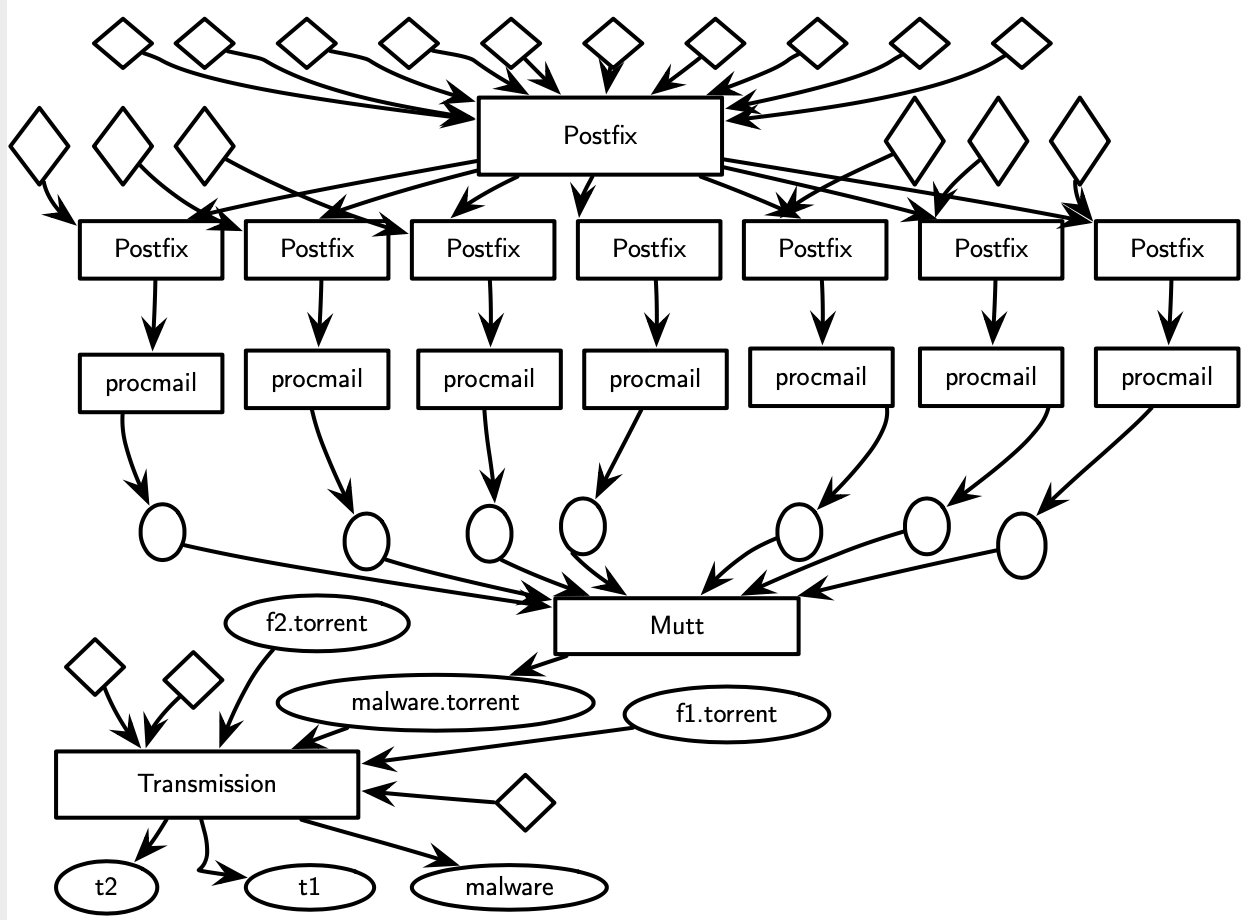 Postfix
Postfix Postfix Postfix Postfix Postfix Postfix Postfix
procmail procmail procmail procmail procmail procmail procmail
f2.torrent
Mutt
malware.torrent
f1.torrent
Transmission
t2 t1 malware